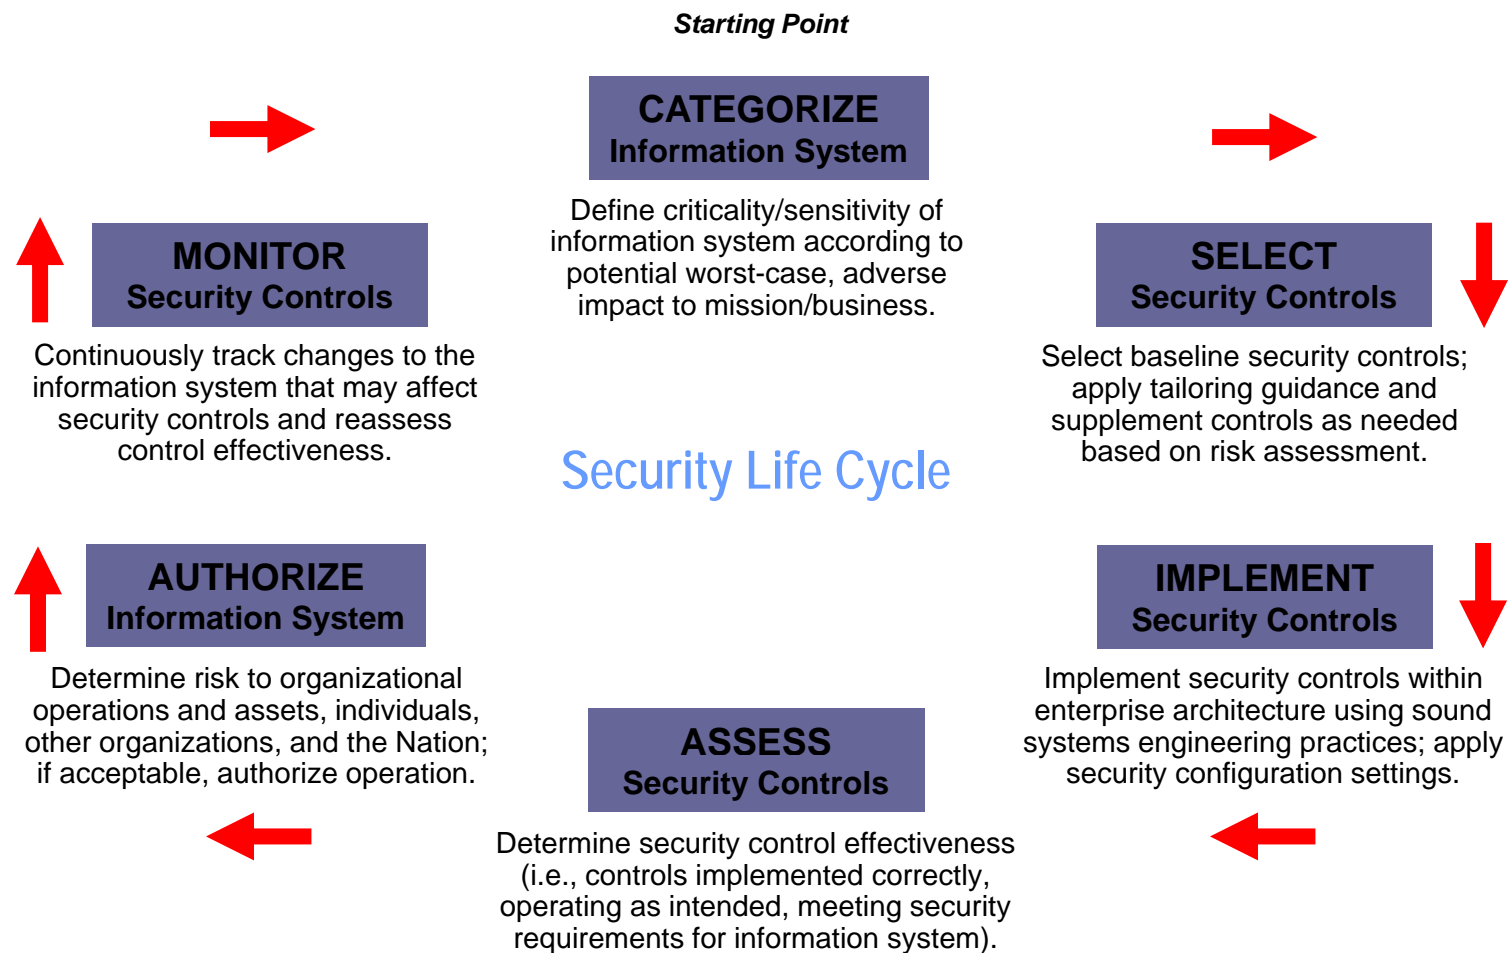 Starting Point
CATEGORIZE
Information System
Define criticality/sensitivity of
information system according to
potential worst-case, adverse
impact to mission/business.
MONITOR
Security Controls
Continuously track changes to the
information system that may affect
security controls and reassess
control effectiveness.
SELECT
Security Controls
Select baseline security controls;
apply tailoring guidance and
supplement controls as needed
based on risk assessment.
Security Life Cycle
AUTHORIZE
Information System
Determine risk to organizational
operations and assets, individuals,
other organizations, and the Nation;
if acceptable, authorize operation.
IMPLEMENT
Security Controls
Implement security controls within
enterprise architecture using sound
systems engineering practices; apply
security configuration settings.
ASSESS
Security Controls
Determine security control effectiveness
(i.e., controls implemented correctly,
operating as intended, meeting security
requirements for information system).